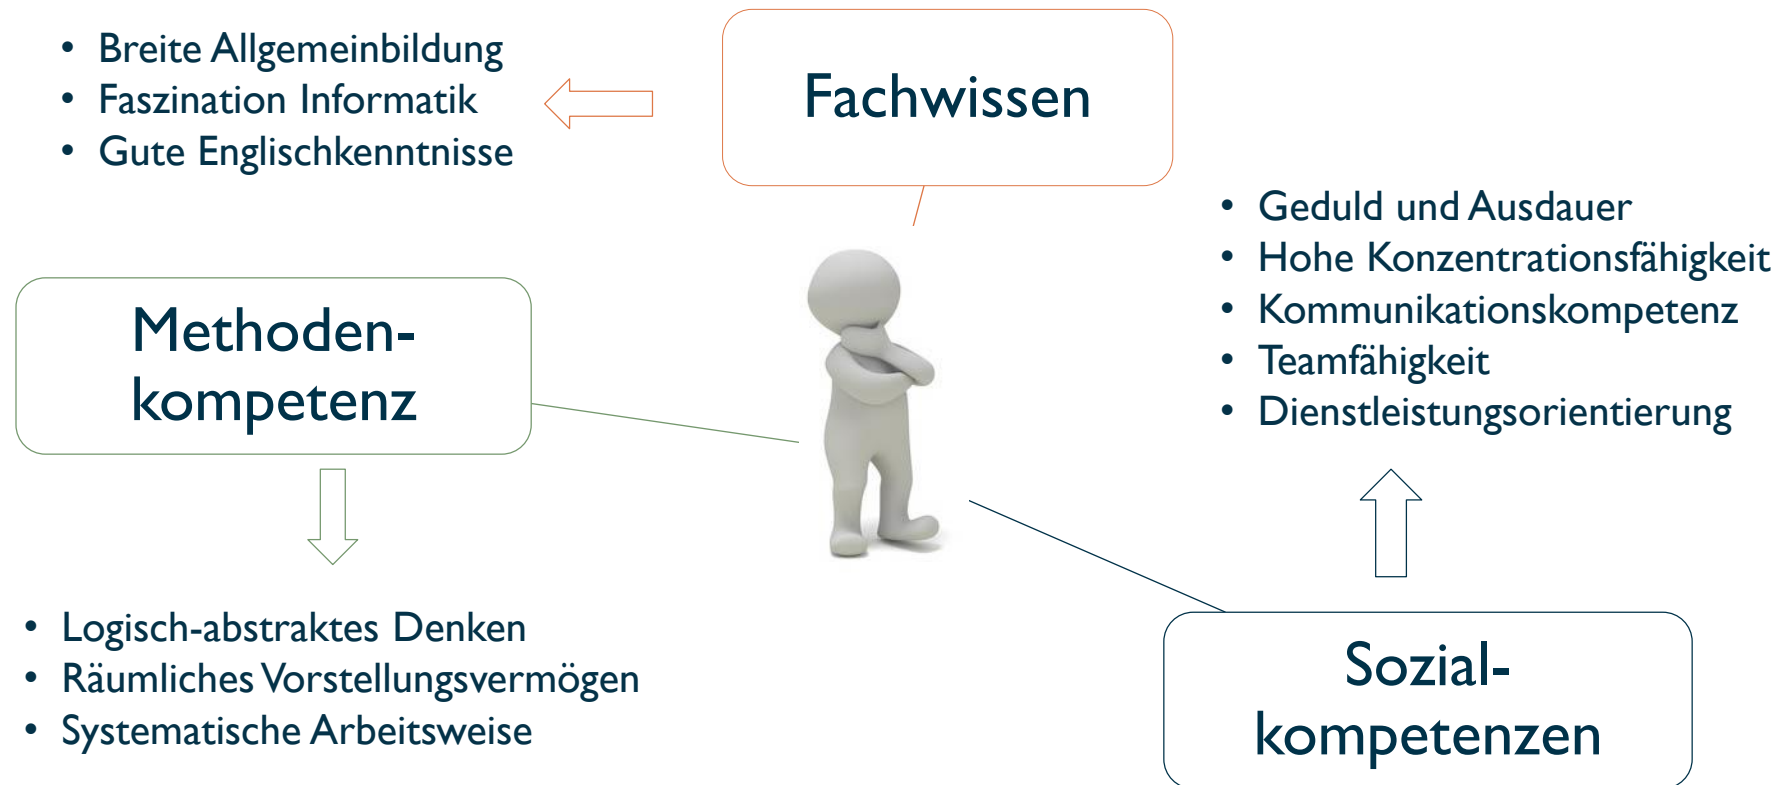 Fachwissen
• Breite Allgemeinbildung
• Faszination Informatik
• Gute Englischkenntnisse
Methoden-
kompetenz
• Logisch-abstraktes Denken
• Räumliches Vorstellungsvermögen
• Systematische Arbeitsweise
• Geduld und Ausdauer
• Hohe Konzentrationsfähigkeit
• Kommunikationskompetenz
• Teamfähigkeit
• Dienstleistungsorientierung
Sozial-
kompetenzen